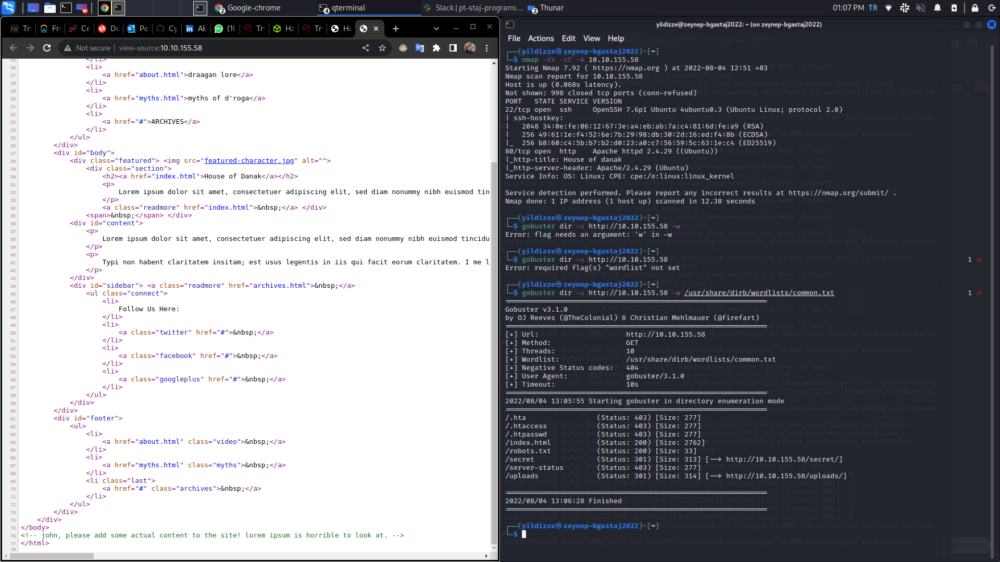 Google-chrome
qterminal
Slack | pt-staj-programı...
Thunar
01:07 PM TR
Not secure | view-source:10.10.155.58
15 </li>
16 <li>
17 <a href="about.html">draagan lore</a>
18 </li>
19 <li>
20 <a href="myths.html">myths of d'roga</a>
21 </li>
22 <li>
23 <a href="#">ARCHIVES</a>
24 </li>
25 </ul>
26 </div>
27 <div id="body">
28 <div class="featured"> <img src="featured-character.jpg" alt="">
29 <div class="section">
30 <h2><a href="index.html">House of Danak</a></h2>
31 <p>
32 Lorem ipsum dolor sit amet, consectetuer adipiscing elit, sed diam nonummy nibh euismod tin
33 </p>
34 <a class="readmore" href="index.html">&nbsp;</a> </div>
35 <span>&nbsp;</span> </div>
36 <div id="content">
37 <p>
38 Lorem ipsum dolor sit amet, consectetuer adipiscing elit, sed diam nonummy nibh euismod tincidu
39 </p>
40 <p>
41 Typi non habent claritatem insitam; est usus legentis in iis qui facit eorum claritatem. I me l
42 </p>
43 </div>
44 <div id="sidebar"> <a class="readmore" href="archives.html">&nbsp;</a>
45 <ul class="connect">
46 <li>
47 Follow Us Here:
48 </li>
49 <li>
50 <a class="twitter" href="#">&nbsp;</a>
51 </li>
52 <li>
53 <a class="facebook" href="#">&nbsp;</a>
54 </li>
55 <li>
56 <a class="googleplus" href="#">&nbsp;</a>
57 </li>
58 </ul>
59 </div>
60 </div>
61 <div id="footer">
62 <ul>
63 <li>
64 <a href="about.html" class="video">&nbsp;</a>
65 </li>
66 <li>
67 <a href="myths.html" class="myths">&nbsp;</a>
68 </li>
69 <li class="last">
70 <a href="#" class="archives">&nbsp;</a>
71 </li>
72 </ul>
73 </div>
74 </div>
75 </body>
76 <!-- john, please add some actual content to the site! lorem ipsum is horrible to look at. -->
77 </html>
78
yildizze@zeynep-bgastaj2022: ~ (on zeynep-bgastaj2022)
File Actions Edit View Help
(yildizze㉿zeynep-bgastaj2022)-[~]
$ nmap -sV -sC -A 10.10.155.58
Starting Nmap 7.92 ( https://nmap.org ) at 2022-08-04 12:51 +03
Nmap scan report for 10.10.155.58
Host is up (0.068s latency).
Not shown: 998 closed tcp ports (conn-refused)
PORT STATE SERVICE VERSION
22/tcp open ssh OpenSSH 7.6p1 Ubuntu 4ubuntu0.3 (Ubuntu Linux; protocol 2.0)
| ssh-hostkey:
| 2048 34:0e:fe:06:12:67:3e:a4:eb:ab:7a:c4:81:6d:fe:a9 (RSA)
| 256 49:61:1e:f4:52:6e:7b:29:98:db:30:2d:16:ed:f4:8b (ECDSA)
|_ 256 b8:60:c4:5b:b7:b2:d0:23:a0:c7:56:59:5c:63:1e:c4 (ED25519)
80/tcp open http Apache httpd 2.4.29 ((Ubuntu))
|_http-title: House of danak
|_http-server-header: Apache/2.4.29 (Ubuntu)
Service Info: OS: Linux; CPE: cpe:/o:linux:linux_kernel
Service detection performed. Please report any incorrect results at https://nmap.org/submit/ .
Nmap done: 1 IP address (1 host up) scanned in 12.38 seconds
(yildizze㉿zeynep-bgastaj2022)-[~]
$ gobuster dir -u http://10.10.155.58 -w
Error: flag needs an argument: 'w' in -w
(yildizze㉿zeynep-bgastaj2022)-[~]
$ gobuster dir -u http://10.10.155.58 1 ×
Error: required flag(s) "wordlist" not set
(yildizze㉿zeynep-bgastaj2022)-[~]
$ gobuster dir -u http://10.10.155.58 -w /usr/share/dirb/wordlists/common.txt 1 ×
===============================================================
Gobuster v3.1.0
by OJ Reeves (@TheColonial) & Christian Mehlmauer (@firefart)
===============================================================
[+] Url: http://10.10.155.58
[+] Method: GET
[+] Threads: 10
[+] Wordlist: /usr/share/dirb/wordlists/common.txt
[+] Negative Status codes: 404
[+] User Agent: gobuster/3.1.0
[+] Timeout: 10s
===============================================================
2022/08/04 13:05:55 Starting gobuster in directory enumeration mode
===============================================================
/.hta (Status: 403) [Size: 277]
/.htaccess (Status: 403) [Size: 277]
/.htpasswd (Status: 403) [Size: 277]
/index.html (Status: 200) [Size: 2762]
/robots.txt (Status: 200) [Size: 33]
/secret (Status: 301) [Size: 313] [--> http://10.10.155.58/secret/]
/server-status (Status: 403) [Size: 277]
/uploads (Status: 301) [Size: 314] [--> http://10.10.155.58/uploads/]
===============================================================
2022/08/04 13:06:28 Finished
===============================================================
(yildizze㉿zeynep-bgastaj2022)-[~]
$